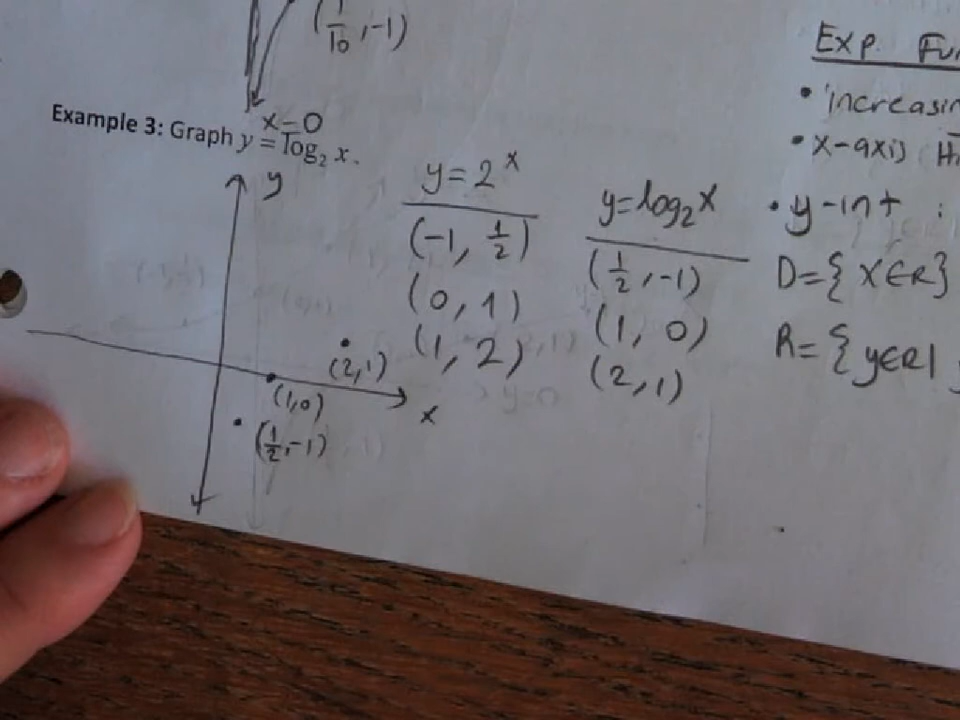 (1/10, -1)
x=0
Example 3: Graph y = log₂ x.
y
x
(2,1)
(1,0)
(1/2, -1)
y=2^x
(-1, 1/2)
(0, 1)
(1, 2)
y=log₂x
(1/2, -1)
(1, 0)
(2, 1)
Exp.
• increasin
• x-axis
• y-int :
D={ x∈R}
R= { y∈R|